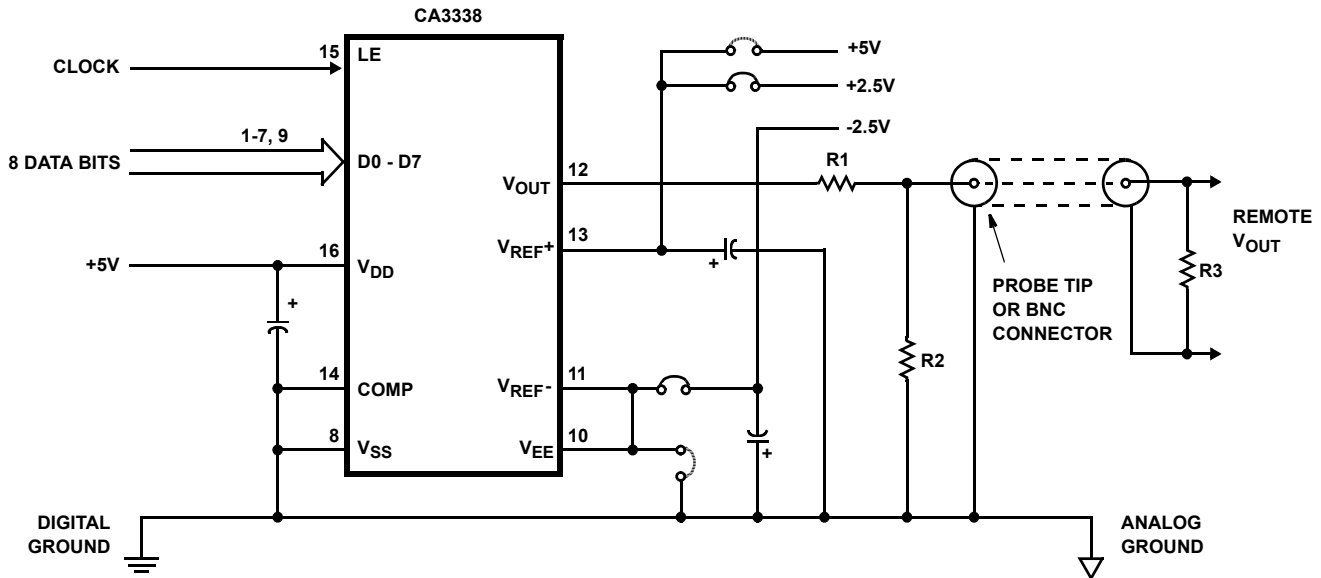 CA3338
CLOCK
15
LE
8 DATA BITS
1-7, 9
D0 - D7
+5V
+2.5V
-2.5V
VOUT
12
R1
VREF+
13
+
+5V
16
VDD
+
REMOTE
VOUT
R3
PROBE TIP
OR BNC
CONNECTOR
R2
14
COMP
VREF-
11
8
VSS
VEE
10
+
DIGITAL
GROUND
ANALOG
GROUND